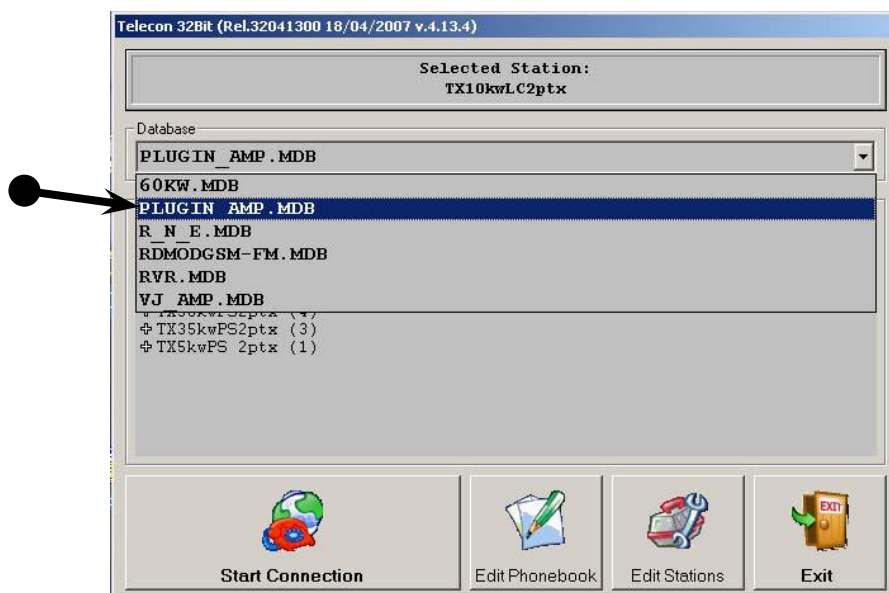 Telecon 32Bit (Rel.32041300 18/04/2007 v.4.13.4)
Selected Station:
TX10kwLC2ptx
Database
PLUGIN_AMP.MDB
60KW.MDB
PLUGIN_AMP.MDB
R_N_E.MDB
RDMODGSM-FM.MDB
RVR.MDB
VJ_AMP.MDB
TX35kwPS2ptx (3)
TX5kwPS 2ptx (1)
Start Connection
Edit Phonebook
Edit Stations
EXIT
Exit